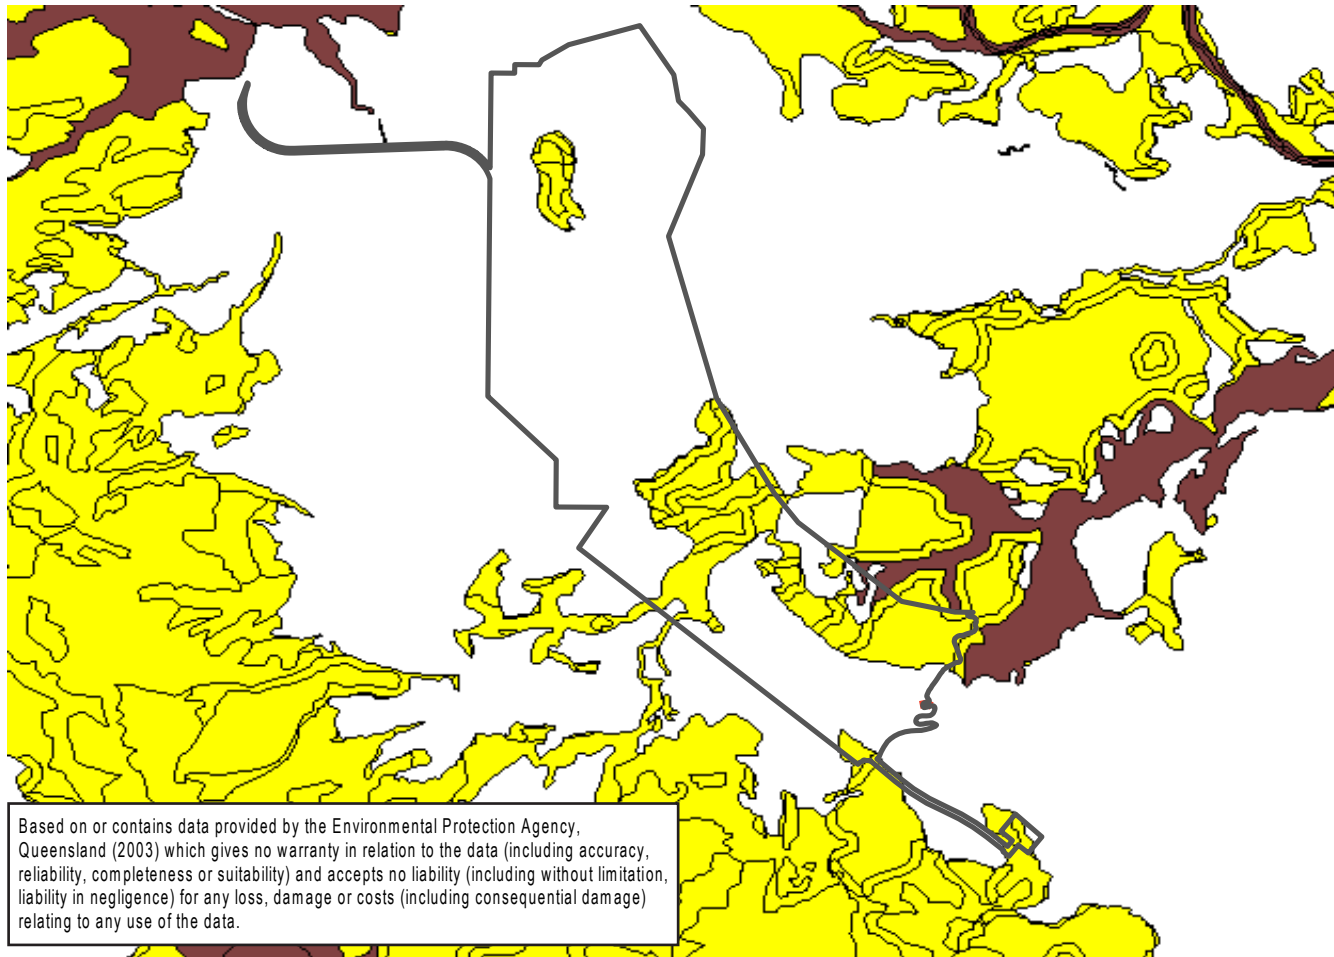 Based on or contains data provided by the Environmental Protection Agency,
Queensland (2003) which gives no warranty in relation to the data (including accuracy,
reliability, completeness or suitability) and accepts no liability (including without limitation,
liability in negligence) for any loss, damage or costs (including consequential damage)
relating to any use of the data.